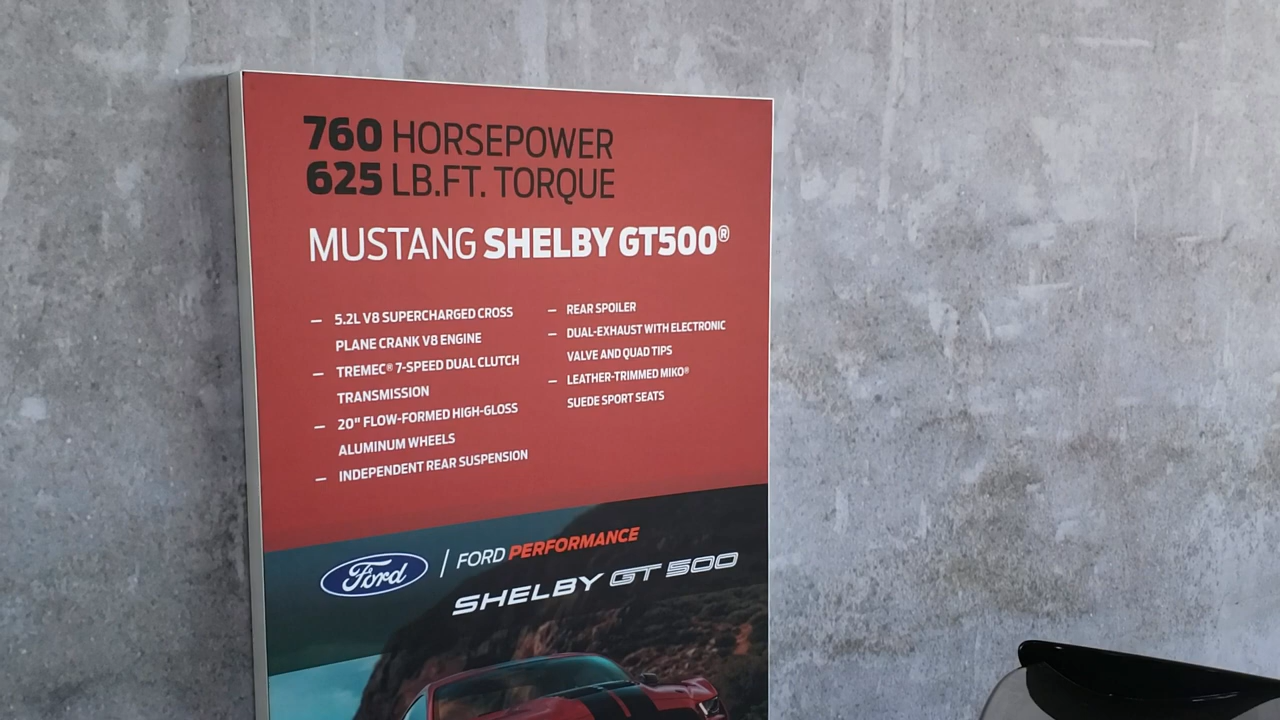 760 HORSEPOWER
625 LB.FT. TORQUE
MUSTANG SHELBY GT500®
— 5.2L V8 SUPERCHARGED CROSS
PLANE CRANK V8 ENGINE
— TREMEC® 7-SPEED DUAL CLUTCH
TRANSMISSION
— 20" FLOW-FORMED HIGH-GLOSS
ALUMINUM WHEELS
— INDEPENDENT REAR SUSPENSION
— REAR SPOILER
— DUAL-EXHAUST WITH ELECTRONIC
VALVE AND QUAD TIPS
— LEATHER-TRIMMED MIKO®
SUEDE SPORT SEATS
Ford | FORD PERFORMANCE
SHELBY GT 500